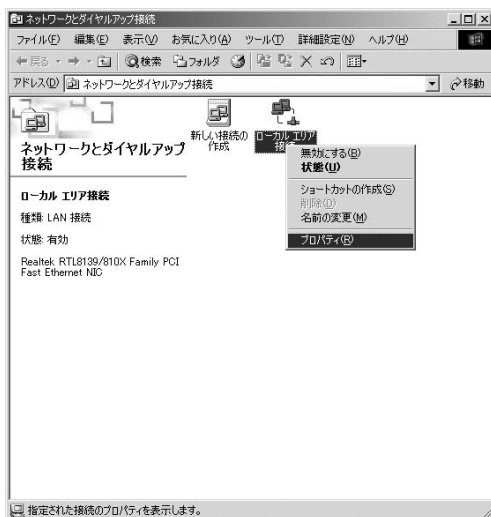 ネットワークとダイヤルアップ接続
ファイル(F) 編集(E) 表示(V) お気に入り(A) ツール(T) 詳細設定(N) ヘルプ(H)
戻る 検索 フォルダ
アドレス(D) ネットワークとダイヤルアップ接続 移動
ネットワークとダイヤルアップ
接続
ローカル エリア接続
種類: LAN 接続
状態: 有効
Realtek RTL8139/810X Family PCI
Fast Ethernet NIC
新しい接続の
作成
ローカル エリア
接続
無効にする(B)
状態(U)
ショートカットの作成(S)
削除(D)
名前の変更(M)
プロパティ(R)
指定された接続のプロパティを表示します。